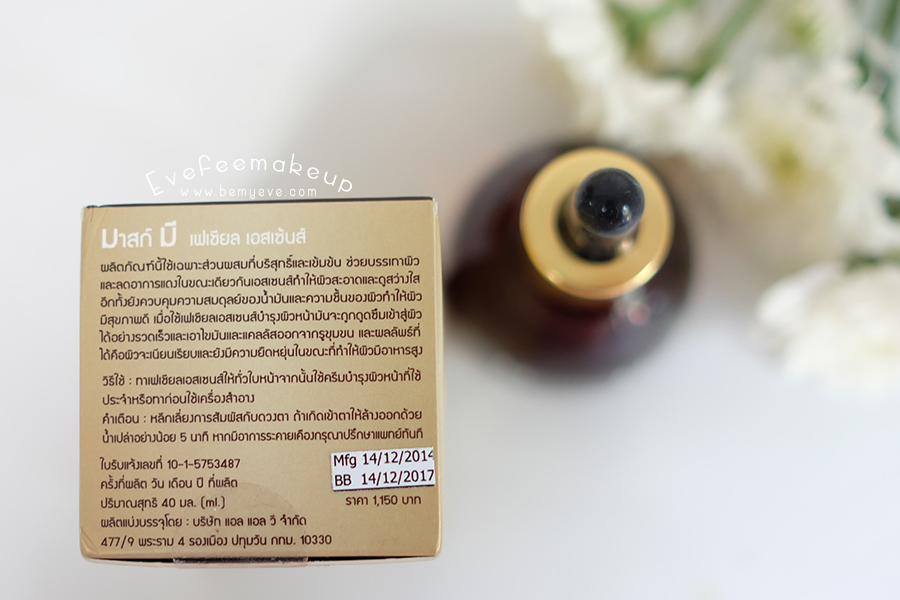 Evefeemakeup
www.bemyeve.com
มาสก์ มี เฟเชียล เอสเซ้นส์
ผลิตภัณฑ์นี้ใช้เฉพาะส่วนผสมที่บริสุทธิ์และเข้มข้น ช่วยบรรเทาผิว
และลดอาการแดงในขณะเดียวกันเอสเซนส์ทำให้ผิวสะอาดและดูสว่างใส
อีกทั้งยังควบคุมความสมดุลย์ของน้ำมันและความชื้นของผิวทำให้ผิว
มีสุขภาพดี เมื่อใช้เฟเชียลเอสเซนส์บำรุงผิวหน้ามันจะถูกดูดซึมเข้าสู่ผิว
ได้อย่างรวดเร็วและเอาไขมันและแคลลัสออกจากรูขุมขน และพลลัพธ์ที่
ได้คือผิวจะเนียนเรียบและยังมีความยืดหยุ่นในขณะที่ทำให้ผิวมีอาหารสูง
วิธีใช้ : ทาเฟเชียลเอสเซนส์ให้ทั่วใบหน้าจากนั้นใช้ครีมบำรุงผิวหน้าที่ใช้
ประจำหรือทาก่อนใช้เครื่องสำอาง
คำเตือน : หลีกเลี่ยงการสัมพัสกับดวงตา ถ้าเกิดเข้าตาให้ล้างออกด้วย
น้ำเปล่าอย่างน้อย 5 นาที หากมีอาการระคายเคืองกรุณาปรึกษาแพทย์ทันที
ใบรับแจ้งเลขที่ 10-1-5753487
ครั้งที่ผลิต วัน เดือน ปี ที่ผลิต
Mfg 14/12/2014
BB 14/12/2017
ปริมาณสุทธิ 40 มล. (ml.) ราคา 1,150 บาท
ผลิตแบ่งบรรจุโดย : บริษัท แอล แอล วี จำกัด
477/9 พระราม 4 รองเมือง ปทุมวัน กทม. 10330